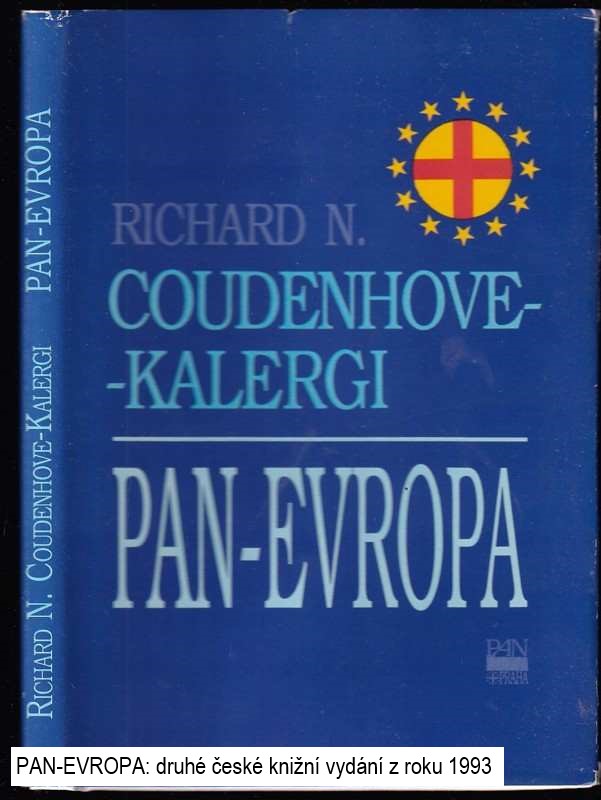 RICHARD N. COUDENHOVE-KALERGI PAN-EVROPA
RICHARD N.
COUDENHOVE-
-KALERGI
PAN-EVROPA
PAN
PRAHA
PAN-EVROPA: druhé české knižní vydání z roku 1993